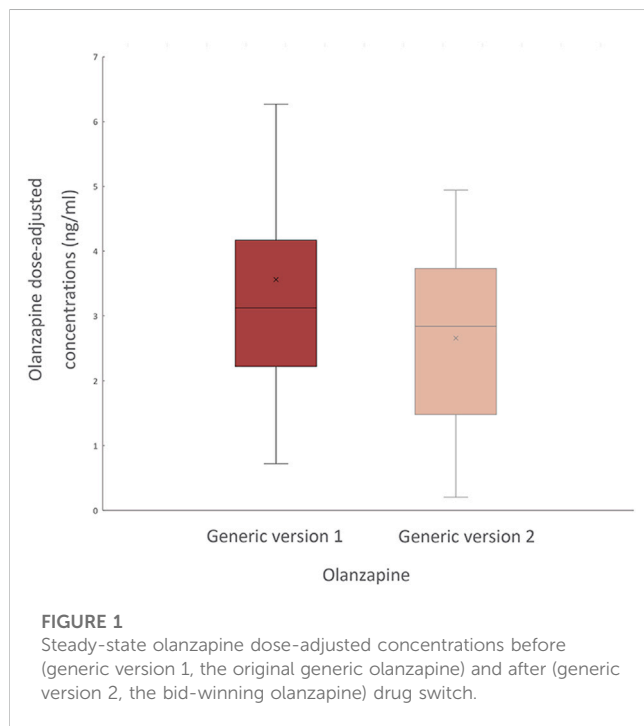 7
6
5
4
3
2
1
0
Olanzapine dose-adjusted
concentrations (ng/ml)
Generic version 1
Generic version 2
Olanzapine
FIGURE 1
Steady-state olanzapine dose-adjusted concentrations before
(generic version 1, the original generic olanzapine) and after (generic
version 2, the bid-winning olanzapine) drug switch.